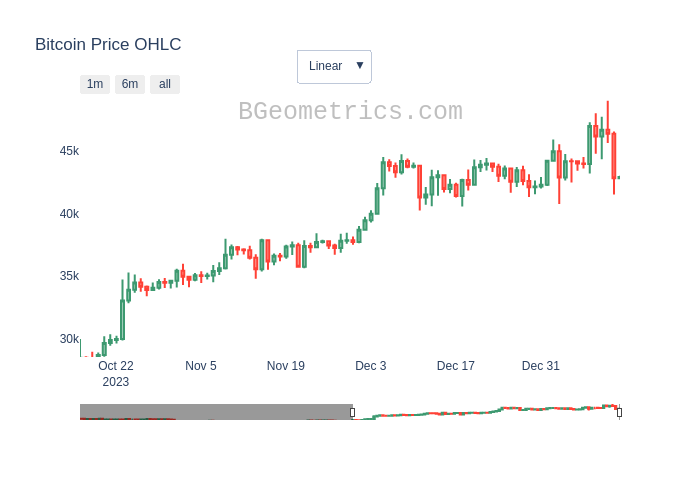 Bitcoin Price OHLC
Linear ▼
1m 6m all
BGeometrics.com
45k
40k
35k
30k
Oct 22 Nov 5 Nov 19 Dec 3 Dec 17 Dec 31
2023